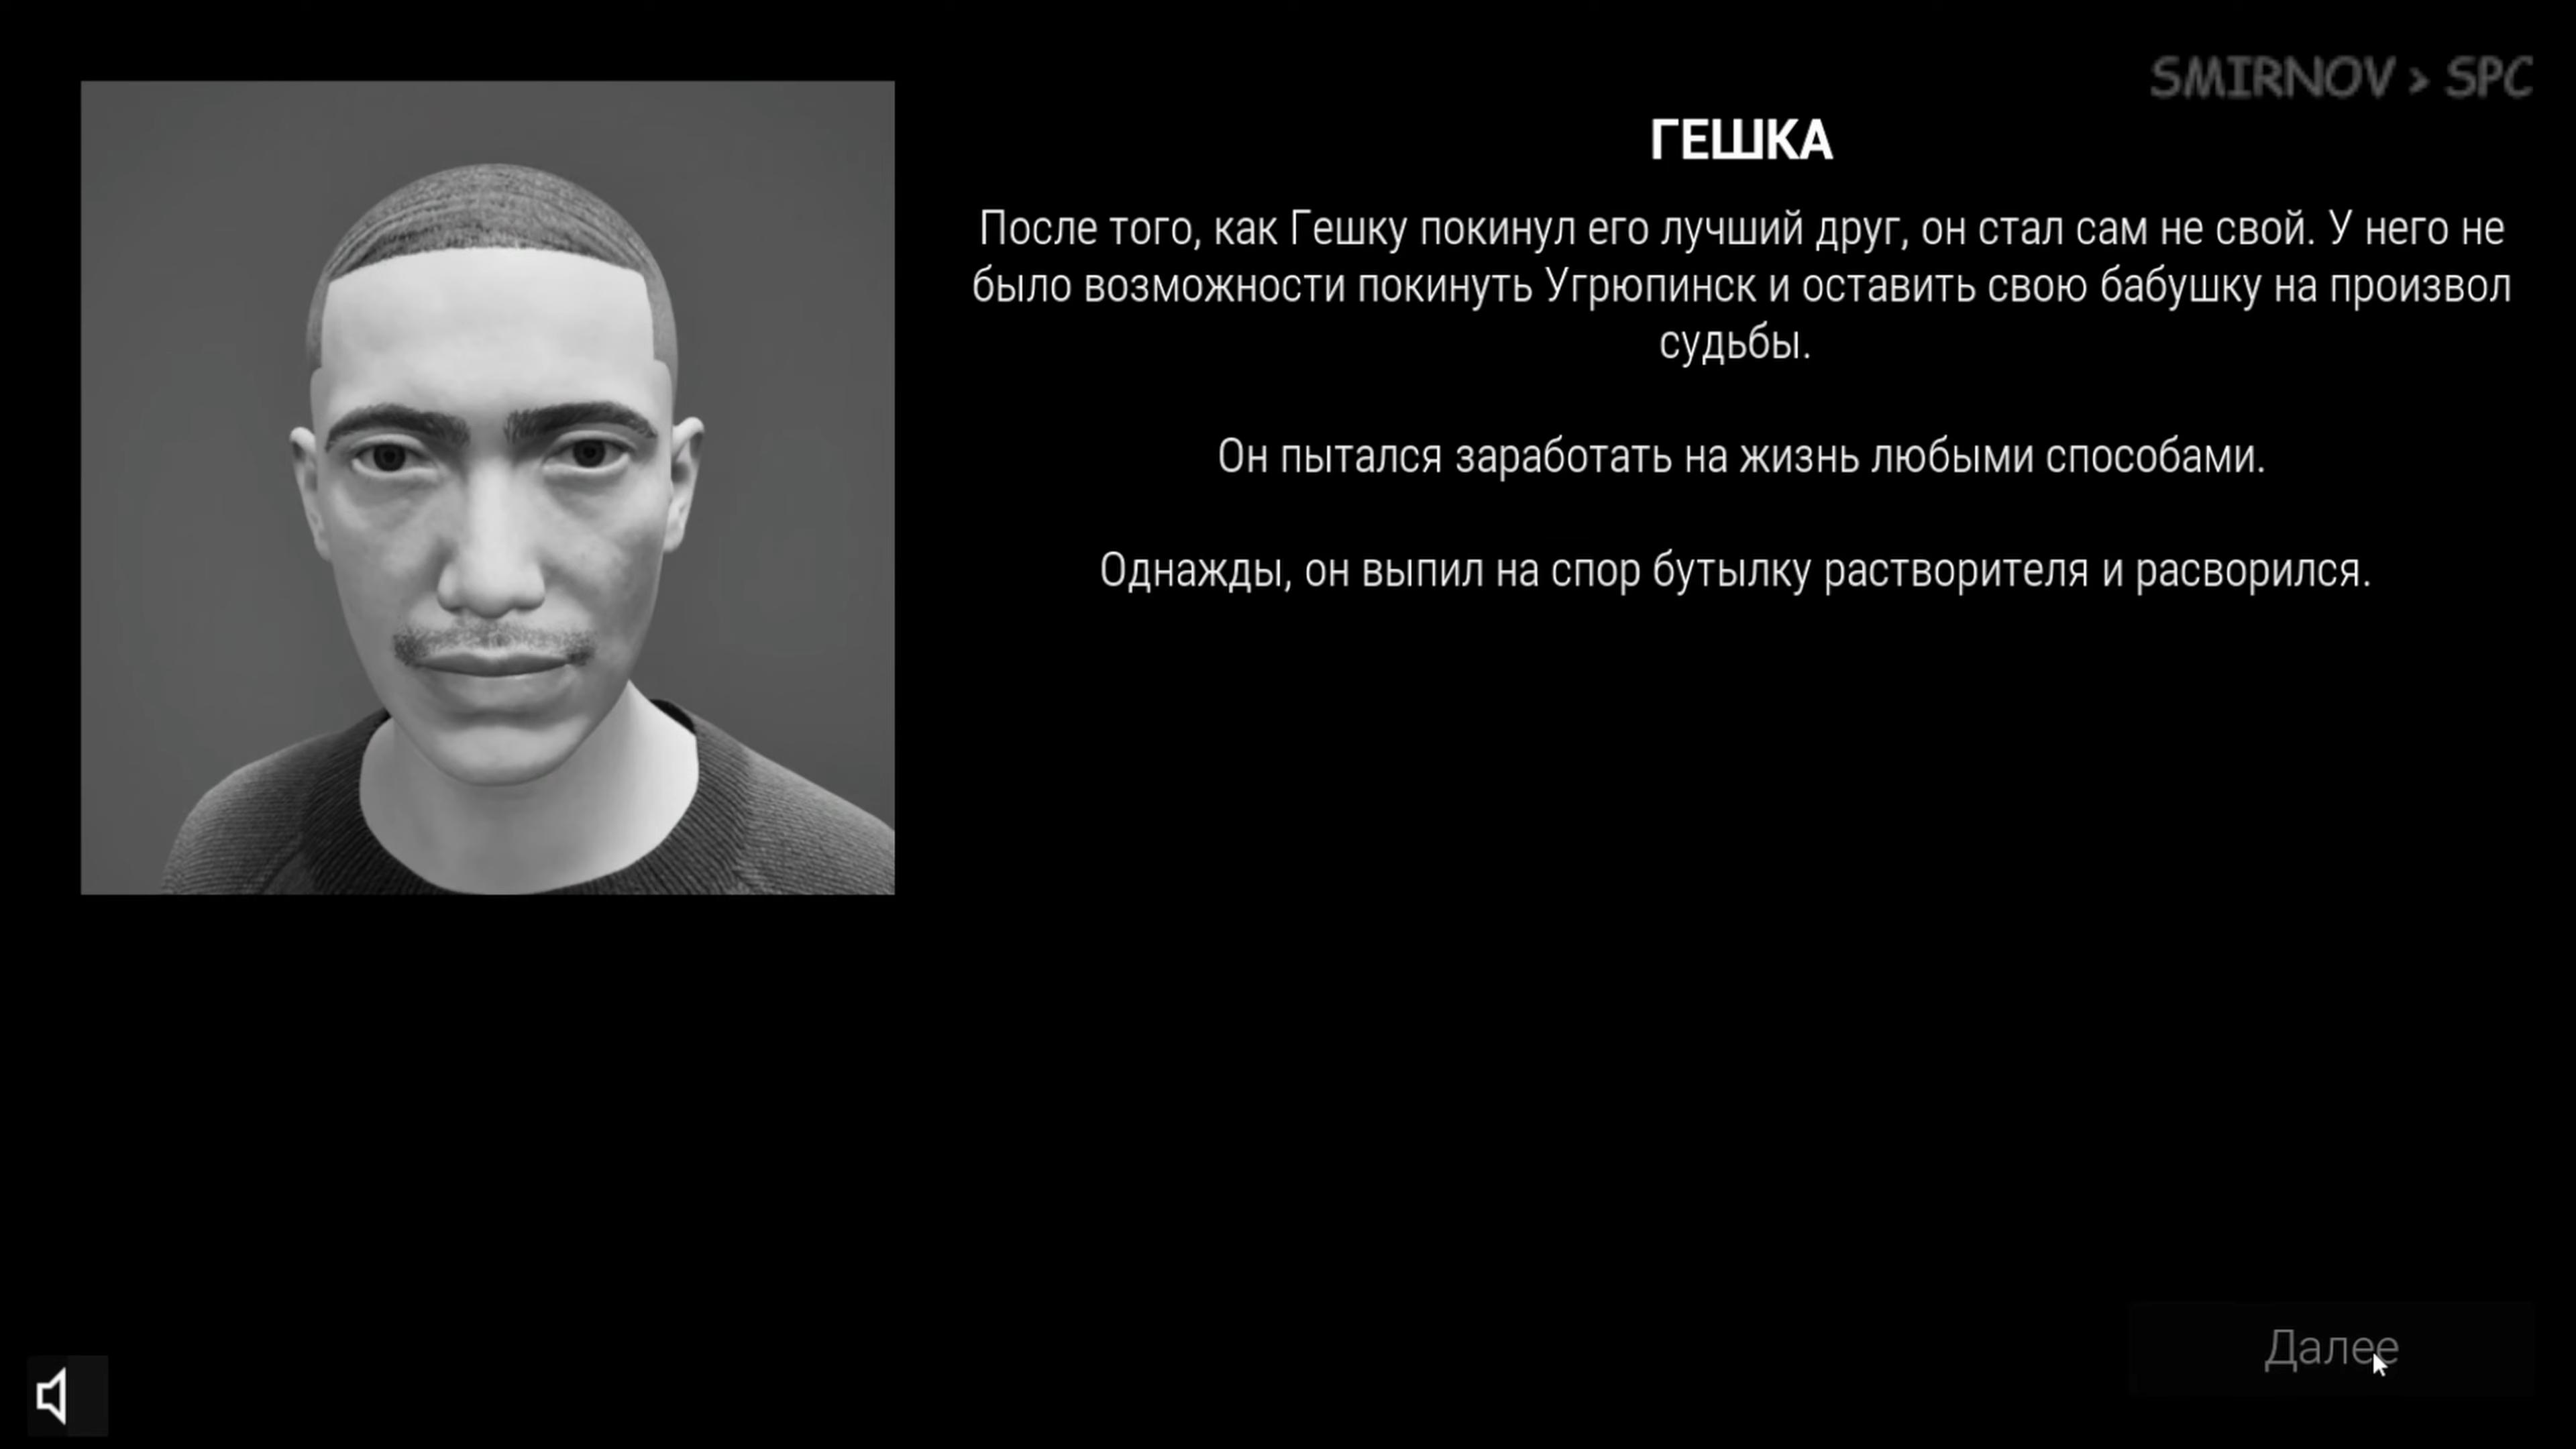 SMIRNOV > SPC
ГЕШКА
После того, как Гешку покинул его лучший друг, он стал сам не свой. У него не
было возможности покинуть Угрюпинск и оставить свою бабушку на произвол
судьбы.
Он пытался заработать на жизнь любыми способами.
Однажды, он выпил на спор бутылку растворителя и расворился.
Далее